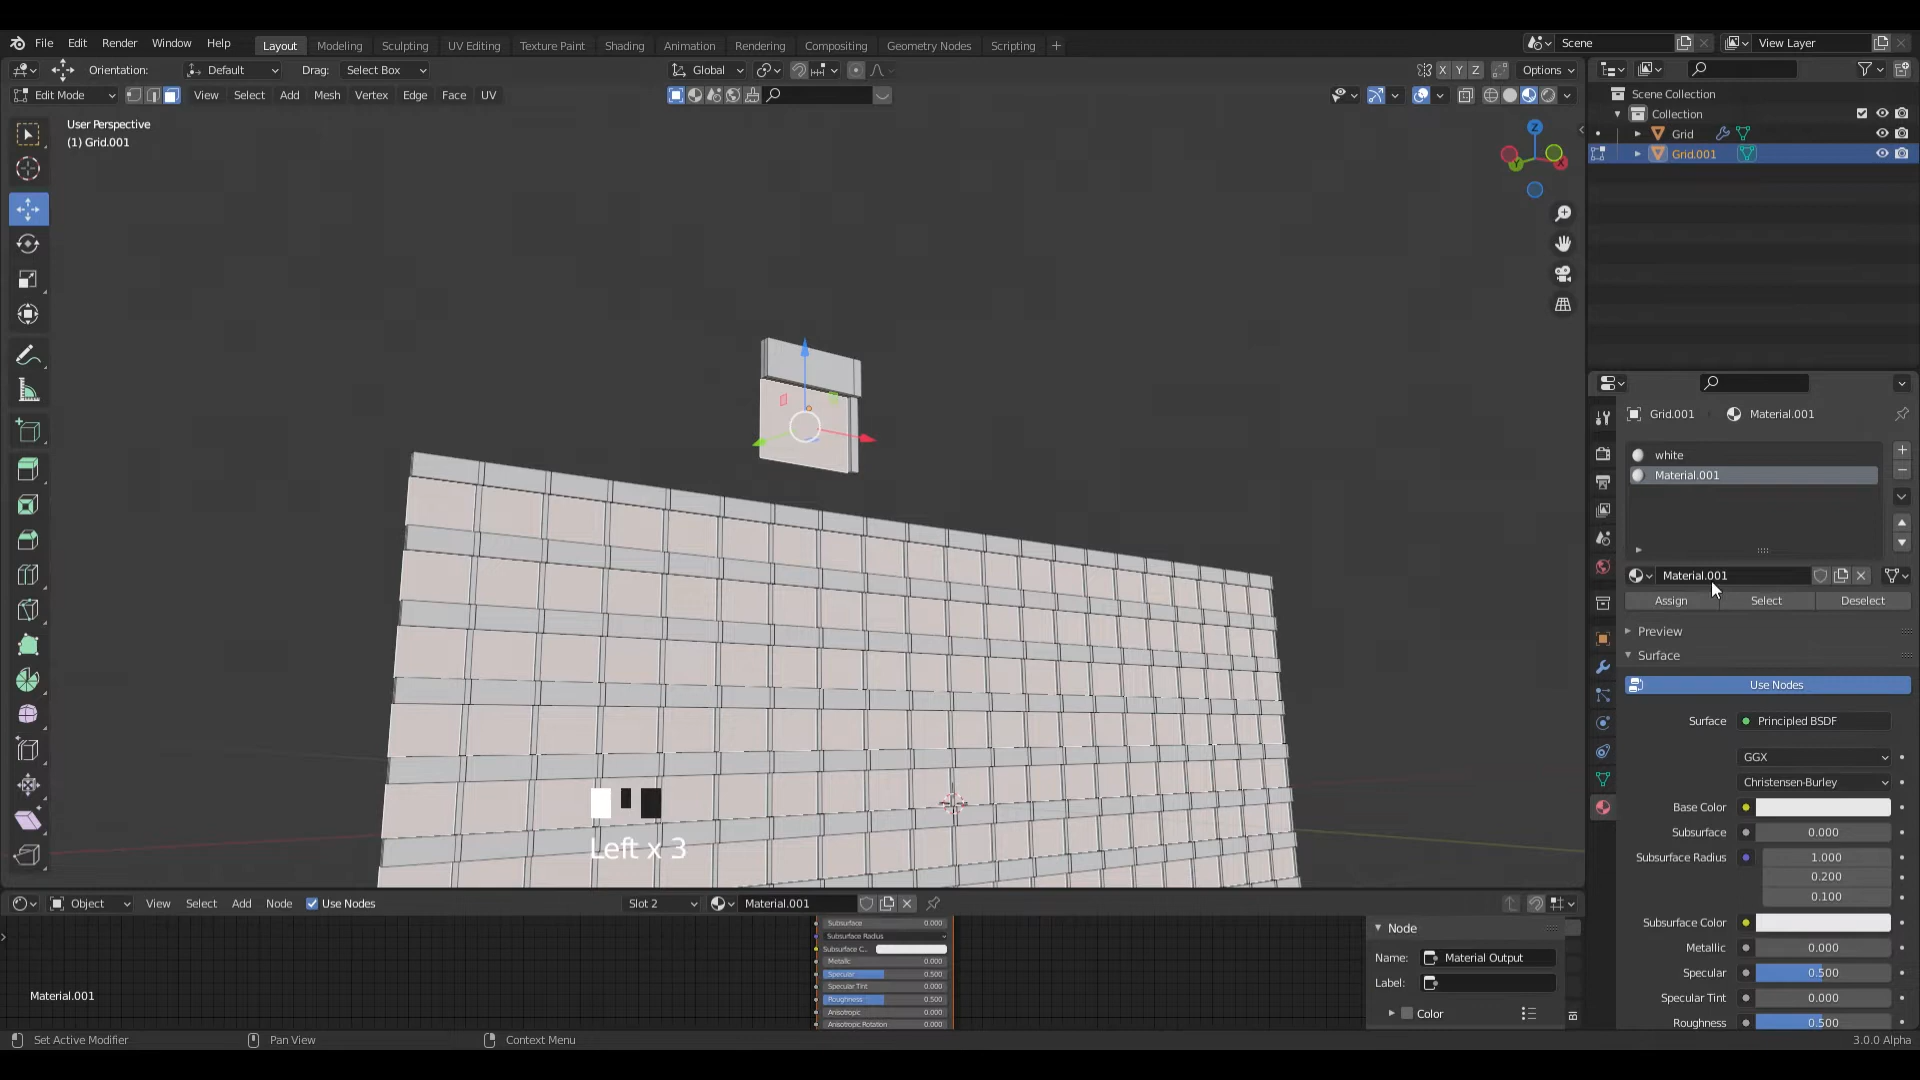 File Edit Render Window Help Layout Modeling Sculpting UV Editing Texture Paint Shading Animation Rendering Compositing Geometry Nodes Scripting + Scene View Layer
Orientation: Default Drag: Select Box Global X Y Z Options
Edit Mode View Select Add Mesh Vertex Edge Face UV
Scene Collection
Collection
Grid
Grid.001
User Perspective
(1) Grid.001
Z
Y
X
Grid.001 Material.001
white
Material.001
Material.001
Assign Select Deselect
Preview
Surface
Use Nodes
Surface Principled BSDF
GGX
Christensen-Burley
Base Color
Subsurface 0.000
Subsurface Radius 1.000
0.200
0.100
Subsurface Color
Metallic 0.000
Specular 0.500
Specular Tint 0.000
Roughness 0.500
Left x 3
Object View Select Add Node Use Nodes Slot 2 Material.001
Subsurface 0.000
Subsurface Radius
Subsurface C..
Metallic 0.000
Specular 0.500
Specular Tint 0.000
Roughness 0.500
Anisotropic 0.000
Anisotropic Rotation 0.000
Node
Name: Material Output
Label:
Color
Material.001
Set Active Modifier Pan View Context Menu 3.0.0 Alpha